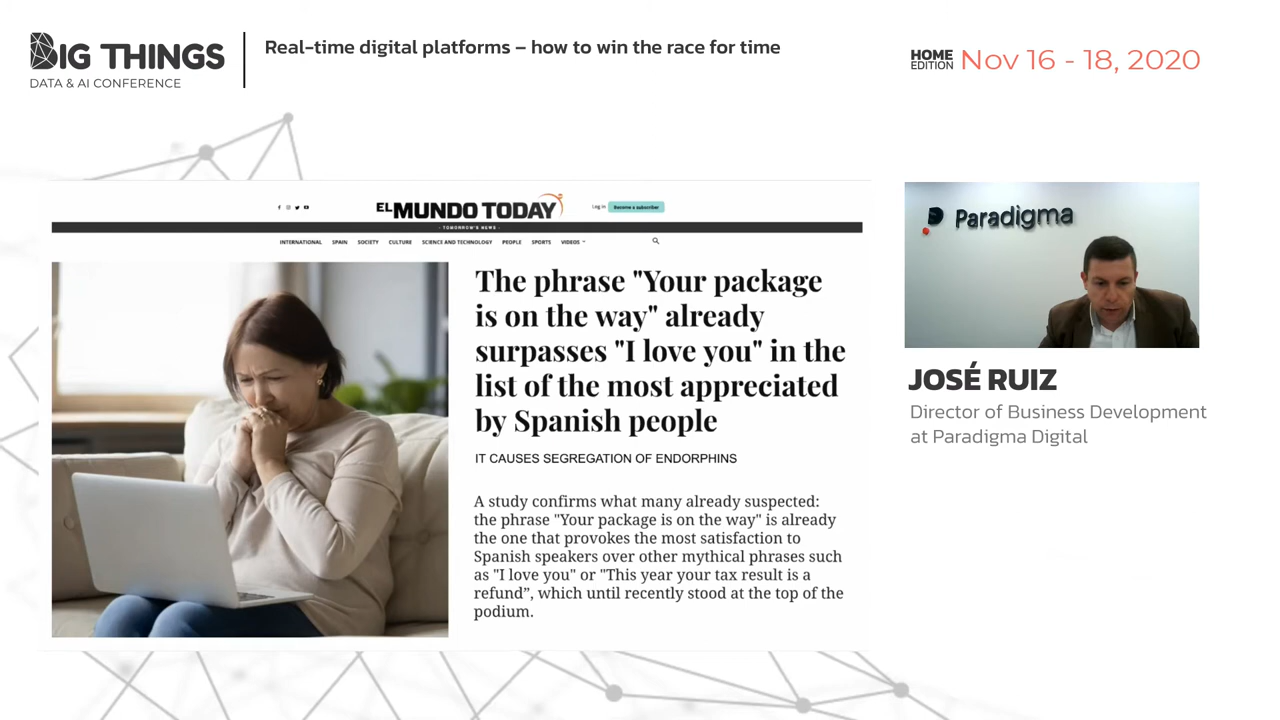 BIG THINGS
DATA & AI CONFERENCE
Real-time digital platforms – how to win the race for time
HOME
EDITION
Nov 16 - 18, 2020
EL MUNDO TODAY
- TOMORROW'S NEWS -
Log in
Become a subscriber
INTERNATIONAL SPAIN SOCIETY CULTURE SCIENCE AND TECHNOLOGY PEOPLE SPORTS VIDEOS
The phrase "Your package
is on the way" already
surpasses "I love you" in the
list of the most appreciated
by Spanish people
IT CAUSES SEGREGATION OF ENDORPHINS
A study confirms what many already suspected:
the phrase "Your package is on the way" is already
the one that provokes the most satisfaction to
Spanish speakers over other mythical phrases such
as "I love you" or "This year your tax result is a
refund”, which until recently stood at the top of the
podium.
Paradigma
JOSÉ RUIZ
Director of Business Development
at Paradigma Digital